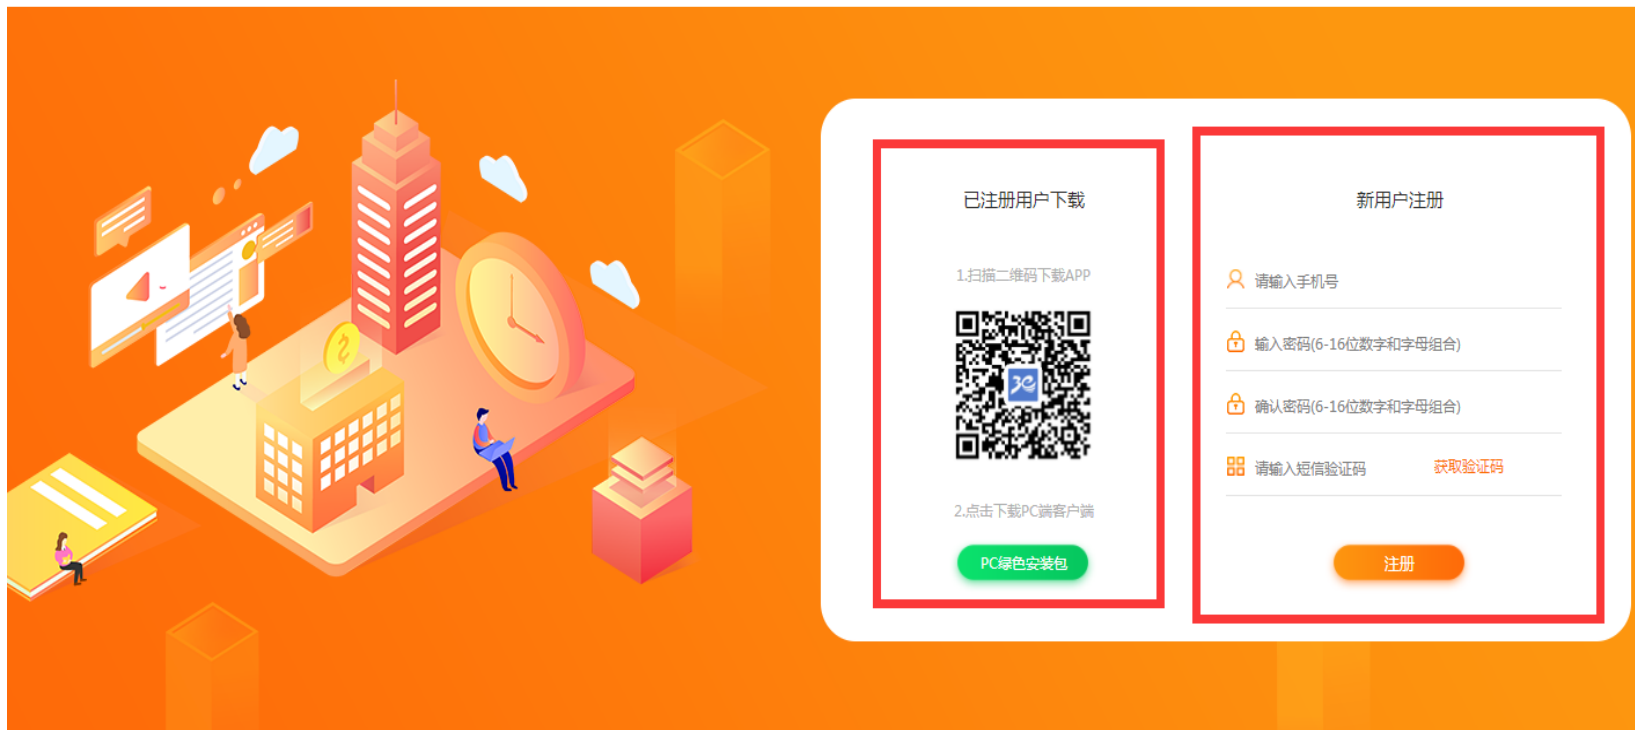 已注册用户下载
1.扫描二维码下载APP
3e
2.点击下载PC端客户端
PC绿色安装包
新用户注册
请输入手机号
输入密码(6-16位数字和字母组合)
确认密码(6-16位数字和字母组合)
请输入短信验证码 获取验证码
注册